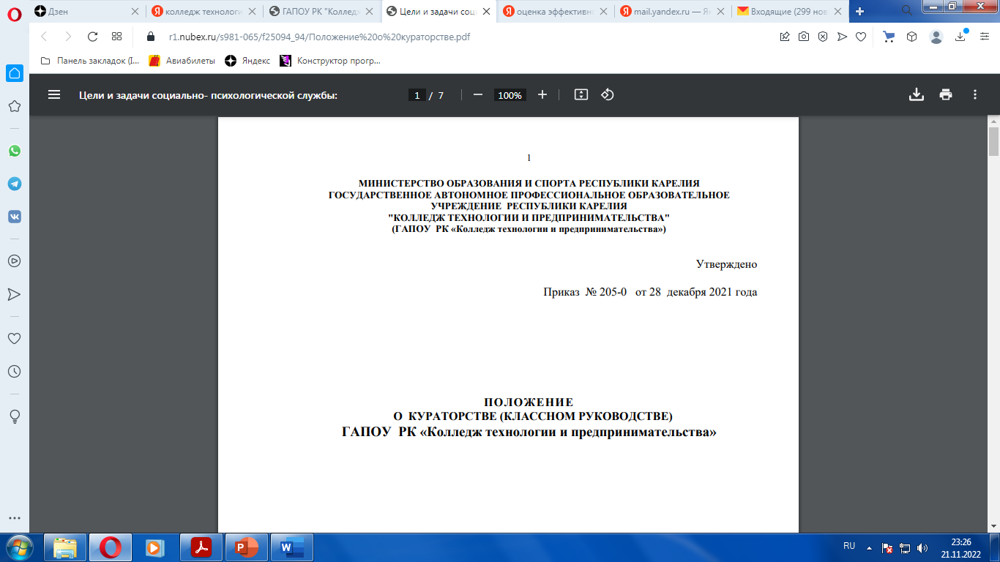 Дзен
колледж технологи
ГАПОУ РК "Коллед
Цели и задачи соци
оценка эффективн
mail.yandex.ru — Ян
Входящие (299 нов
r1.nubex.ru/s981-065/f25094_94/Положение%20о%20кураторстве.pdf
Панель закладок (I...
Авиабилеты
Яндекс
Конструктор прогр...
Цели и задачи социально- психологической службы:
1 / 7
100%
1
МИНИСТЕРСТВО ОБРАЗОВАНИЯ И СПОРТА РЕСПУБЛИКИ КАРЕЛИЯ
ГОСУДАРСТВЕННОЕ АВТОНОМНОЕ ПРОФЕССИОНАЛЬНОЕ ОБРАЗОВАТЕЛЬНОЕ
УЧРЕЖДЕНИЕ РЕСПУБЛИКИ КАРЕЛИЯ
"КОЛЛЕДЖ ТЕХНОЛОГИИ И ПРЕДПРИНИМАТЕЛЬСТВА"
(ГАПОУ РК «Колледж технологии и предпринимательства»)
Утверждено
Приказ № 205-0 от 28 декабря 2021 года
ПОЛОЖЕНИЕ
О КУРАТОРСТВЕ (КЛАССНОМ РУКОВОДСТВЕ)
ГАПОУ РК «Колледж технологии и предпринимательства»
RU
23:26
21.11.2022